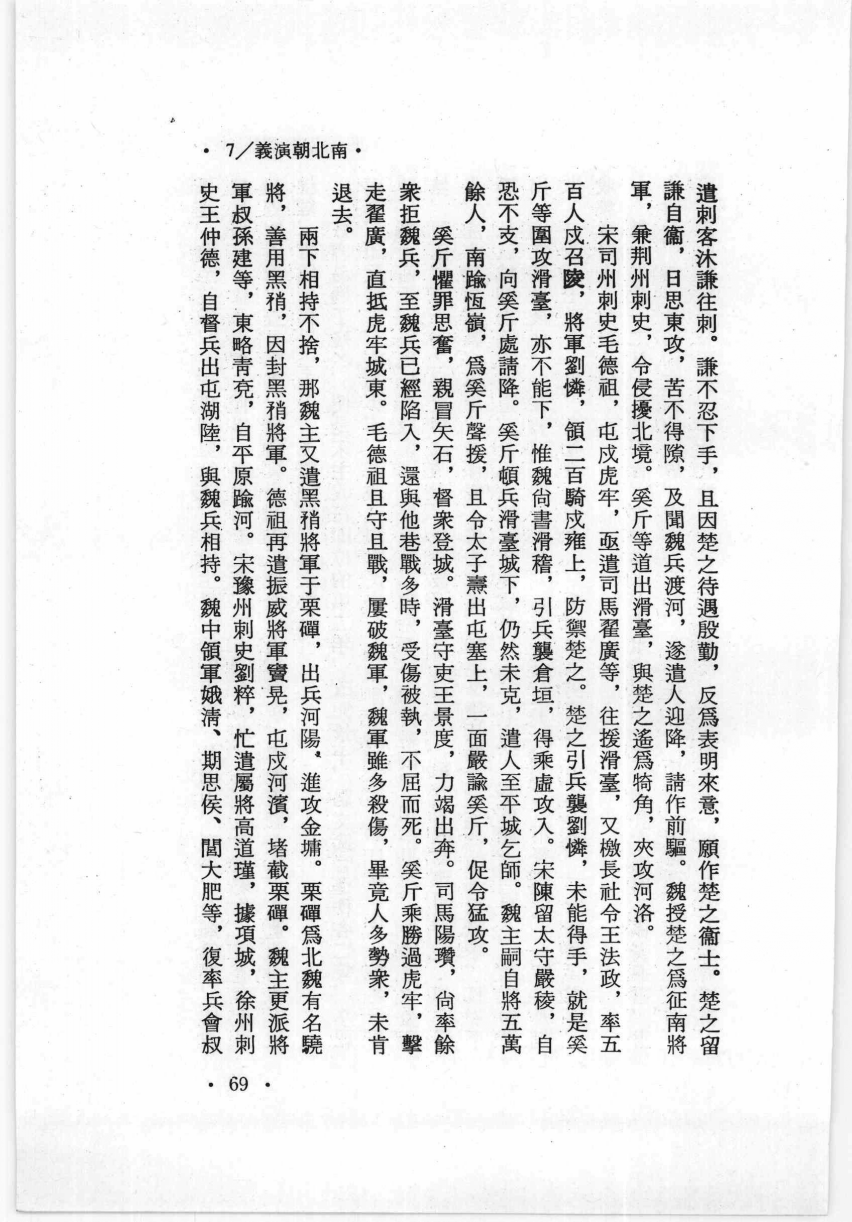 •南北朝演義/7•
遣刺客沐謙往刺。謙不忍下手，且因楚之待遇殷勤，反爲表明來意，願作楚之衞士。楚之留
謙自衞，日思東攻，苦不得隙，及聞魏兵渡河，遂遣人迎降，請作前驅。魏授楚之爲征南將
軍，兼荆州刺史，令侵擾北境。奚斤等道出滑臺，與楚之遙爲犄角，夾攻河洛。
宋司州刺史毛德祖，屯戍虎牢，亟遣司馬翟廣等，往援滑臺，又檄長社令王法政，率五
百人戍召陵，將軍劉憐，領二百騎戍雍上，防禦楚之。楚之引兵襲劉憐，未能得手，就是奚
斤等圍攻滑臺，亦不能下，惟魏尙書滑稽，引兵襲倉垣，得乘虛攻入。宋陳留太守嚴稜，自
恐不支，向奚斤處請降。奚斤頓兵滑臺城下，仍然未克，遣人至平城乞師。魏主嗣自將五萬
餘人，南踰恆嶺，爲奚斤聲援，且令太子燾出屯塞上，一面嚴諭奚斤，促令猛攻。
奚斤懼罪思奮，親冒矢石，督衆登城。滑臺守吏王景度，力竭出奔。司馬陽瓚，尙率餘
衆拒魏兵，至魏兵已經陷入，還與他巷戰多時，受傷被執，不屈而死。奚斤乘勝過虎牢，擊
走翟廣，直抵虎牢城東。毛德祖且守且戰，屢破魏軍，魏軍雖多殺傷，畢竟人多勢衆，未肯
退去。
兩下相持不捨，那魏主又遣黑矟將軍于栗磾，出兵河陽，進攻金墉。栗磾爲北魏有名驍
將，善用黑矟，因封黑矟將軍。德祖再遣振威將軍竇晃，屯戍河濱，堵截栗磾。魏主更派將
軍叔孫建等，東略靑兗，自平原踰河。宋豫州刺史劉粹，忙遣屬將高道瑾，據項城，徐州刺
史王仲德，自督兵出屯湖陸，與魏兵相持。魏中領軍娥淸、期思侯、閭大肥等，復率兵會叔
• 69 •